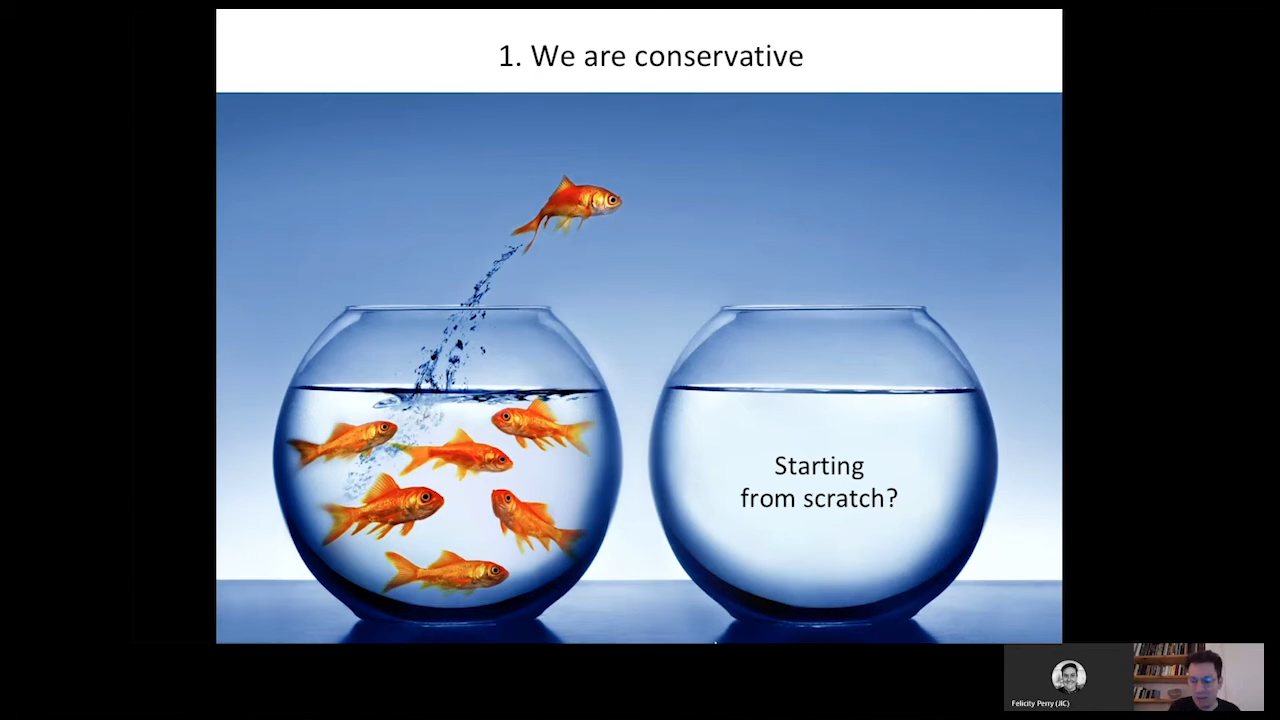 1. We are conservative
Starting
from scratch?
Felicity Perry (JIC)